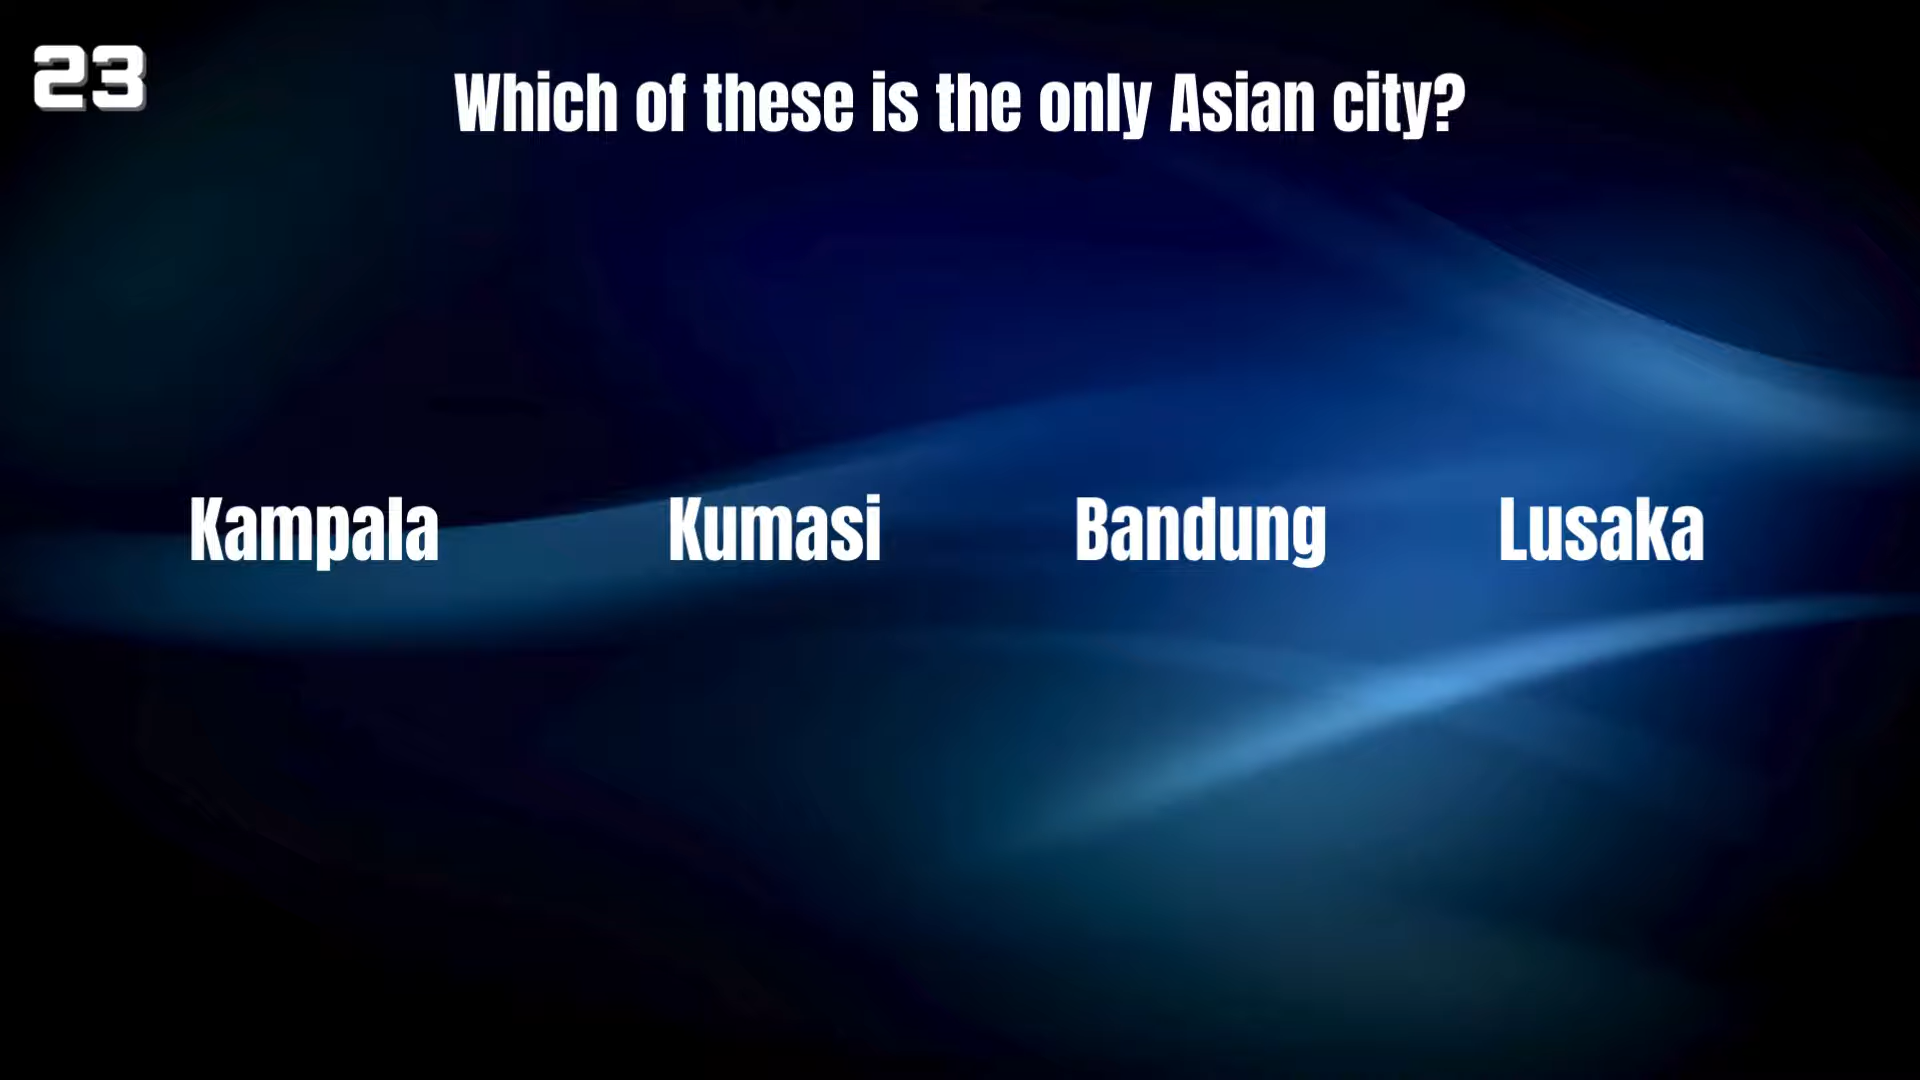 23
Which of these is the only Asian city?
Kampala Kumasi Bandung Lusaka